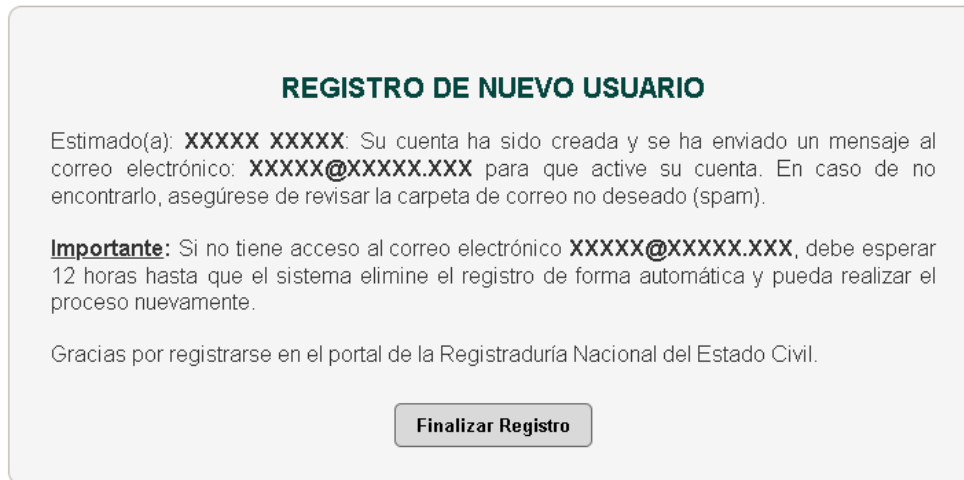 REGISTRO DE NUEVO USUARIO
Estimado(a): XXXXX XXXXX: Su cuenta ha sido creada y se ha enviado un mensaje al
correo electrónico: XXXXX@XXXXX.XXX para que active su cuenta. En caso de no
encontrarlo, asegúrese de revisar la carpeta de correo no deseado (spam).
Importante: Si no tiene acceso al correo electrónico XXXXX@XXXXX.XXX, debe esperar
12 horas hasta que el sistema elimine el registro de forma automática y pueda realizar el
proceso nuevamente.
Gracias por registrarse en el portal de la Registraduría Nacional del Estado Civil.
Finalizar Registro